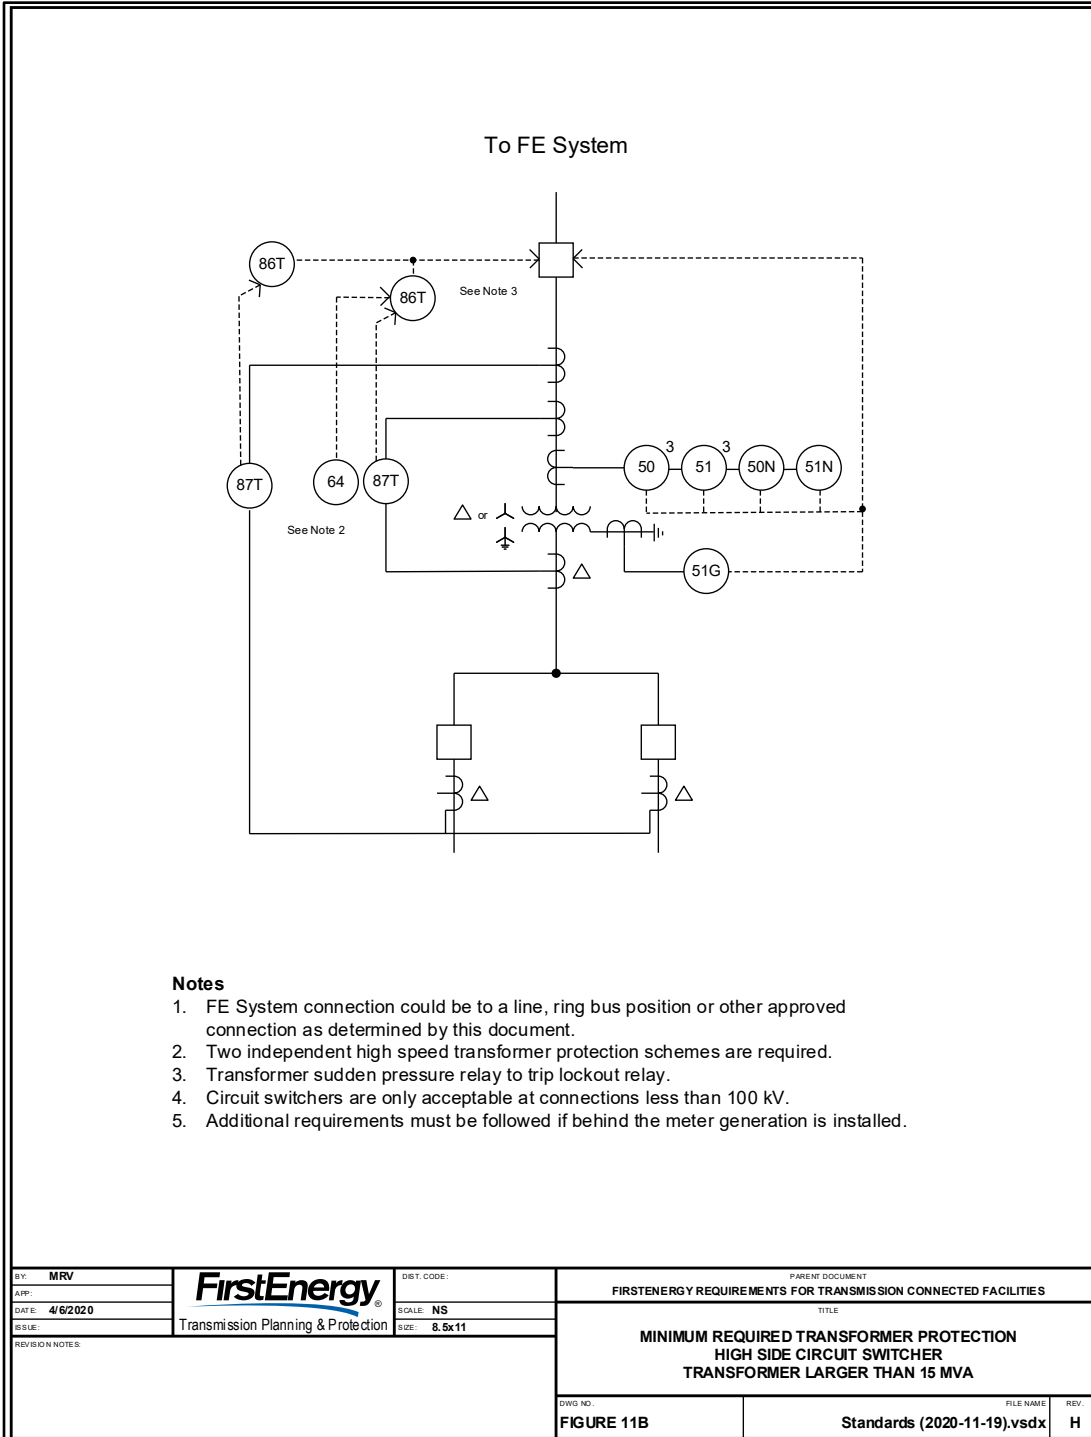 To FE System
86T
86T
See Note 3
3
3
50
51
50N
51N
87T
64
87T
See Note 2
or
51G
Notes
1. FE System connection could be to a line, ring bus position or other approved
connection as determined by this document.
2. Two independent high speed transformer protection schemes are required.
3. Transformer sudden pressure relay to trip lockout relay.
4. Circuit switchers are only acceptable at connections less than 100 kV.
5. Additional requirements must be followed if behind the meter generation is installed.
BY: MRV
APP:
DATE: 4/6/2020
ISSUE:
REVISION NOTES:
FirstEnergy®
Transmission Planning & Protection
DIST. CODE:
SCALE: NS
SIZE: 8.5x11
PARENT DOCUMENT
FIRSTENERGY REQUIREMENTS FOR TRANSMISSION CONNECTED FACILITIES
TITLE
MINIMUM REQUIRED TRANSFORMER PROTECTION
HIGH SIDE CIRCUIT SWITCHER
TRANSFORMER LARGER THAN 15 MVA
DWG NO.
FIGURE 11B
FILE NAME
Standards (2020-11-19).vsdx
REV.
H